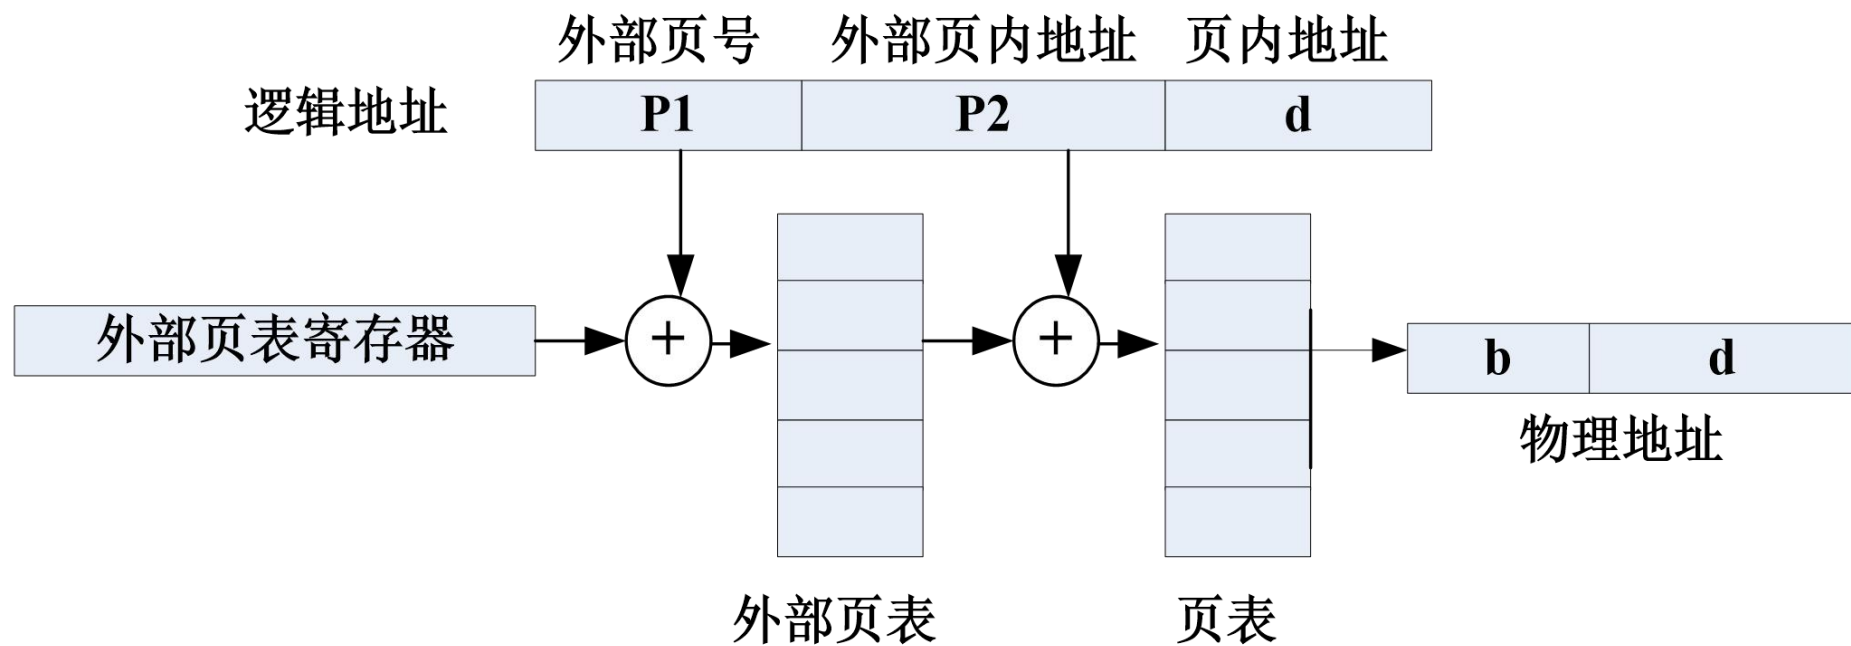 外部页号 外部页内地址 页内地址
逻辑地址 P1 P2 d
外部页表寄存器 + +
b d
物理地址
外部页表 页表